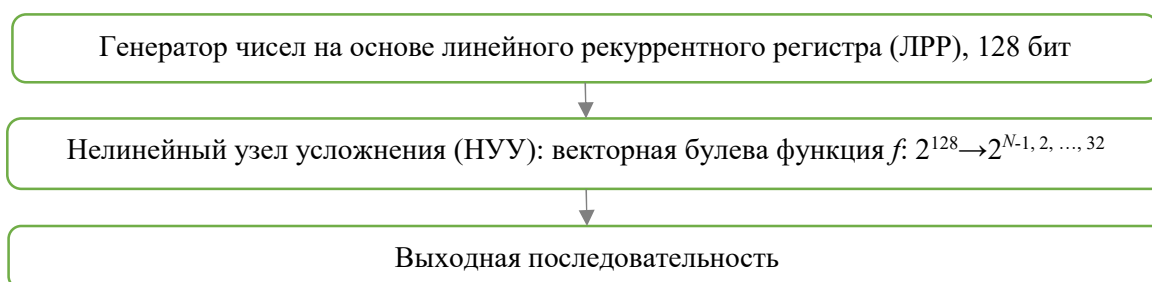 Генератор чисел на основе линейного рекуррентного регистра (ЛРР), 128 бит
Нелинейный узел усложнения (НУУ): векторная булева функция f: 2¹²⁸→2ᴺ⁻¹, ², …, ³²
Выходная последовательность